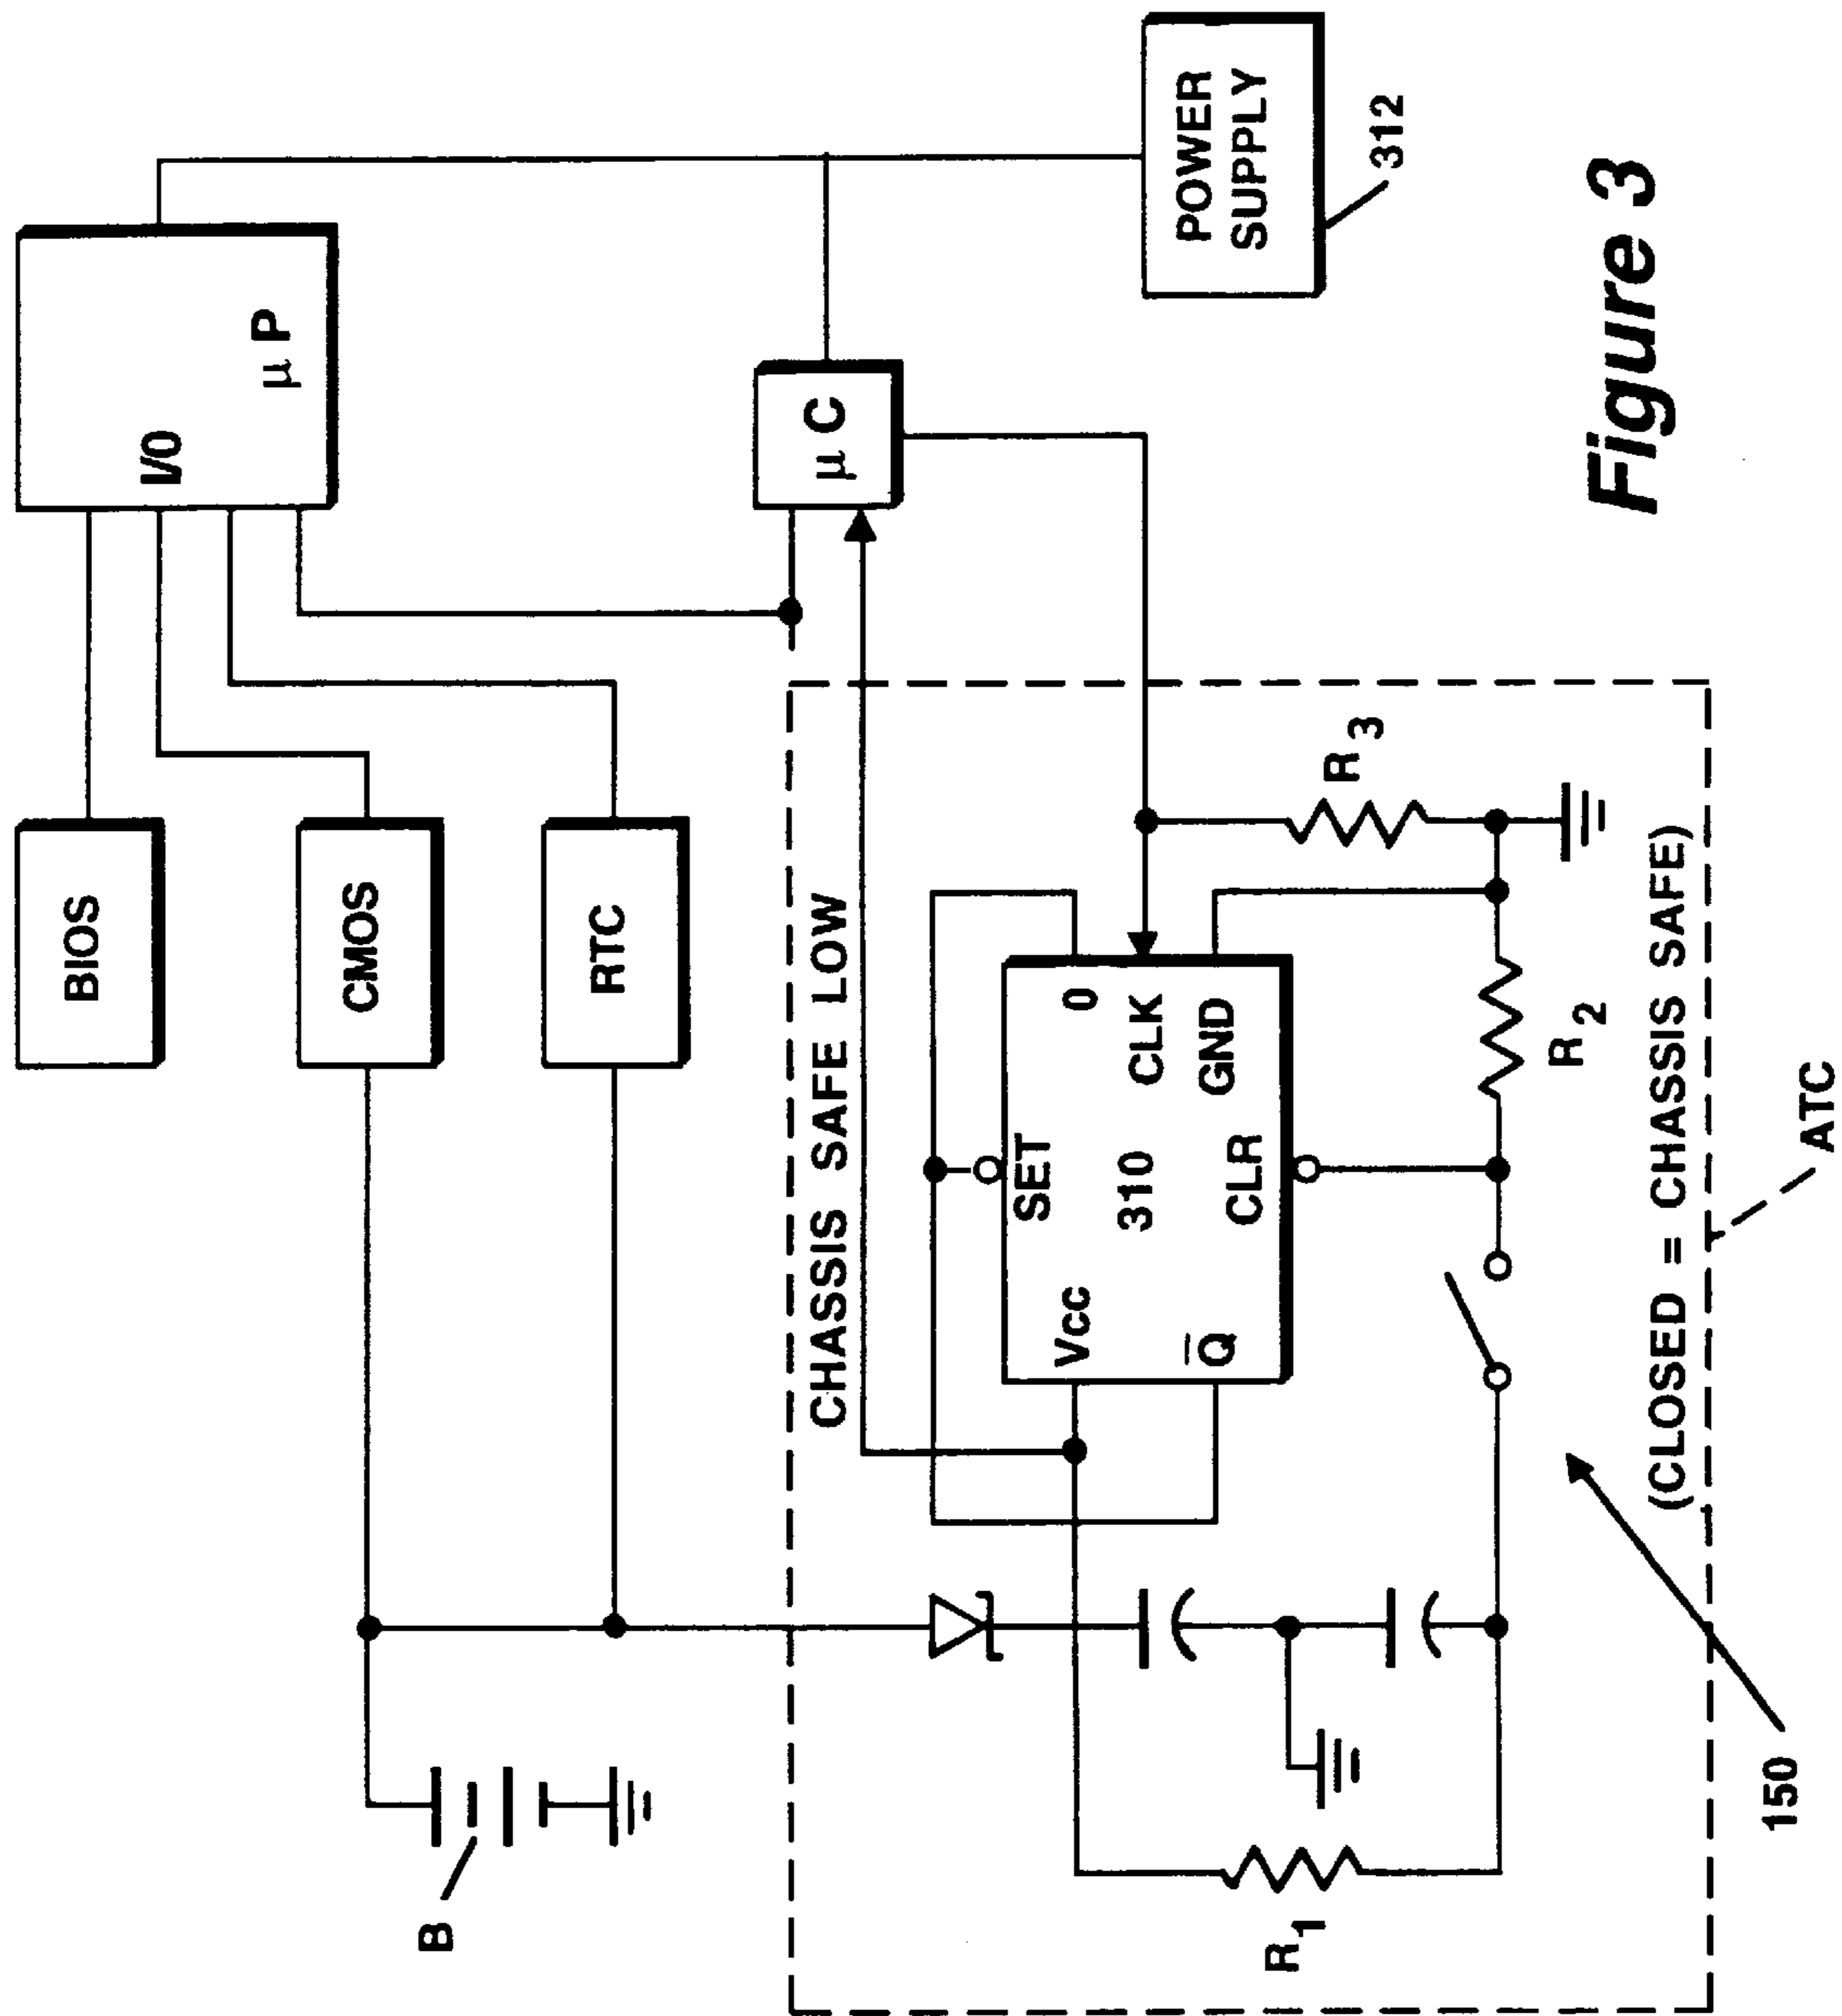 B
BIOS
CMOS
RTC
I/O
μ P
CHASSIS SAFE LOW
μ C
SET
Vcc
0
310
CLK
Q̅
CLR
GND
R1
R2
R3
POWER
SUPPLY
312
(CLOSED = CHASSIS SAFE)
150
ATC
Figure 3